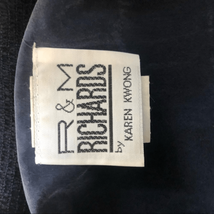 R&M
RICHARDS
by
KAREN KWONG